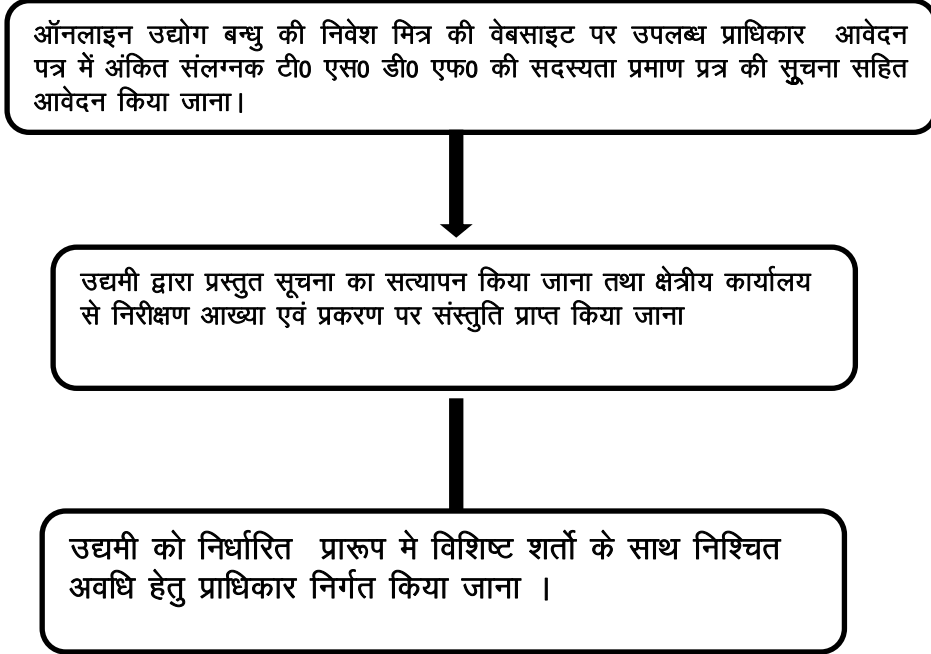 ऑनलाइन उद्योग बन्धु की निवेश मित्र की वेबसाइट पर उपलब्ध प्राधिकार आवेदन
पत्र में अंकित संलग्नक टी0 एस0 डी0 एफ0 की सदस्यता प्रमाण प्रत्र की सूुचना सहित
आवेदन किया जाना।
उद्यमी द्वारा प्रस्तुत सूचना का सत्यापन किया जाना तथा क्षेत्रीय कार्यालय
से निरीक्षण आख्या एवं प्रकरण पर संस्तुति प्राप्त किया जाना
उद्यमी को निर्धारित प्रारूप मे विशिष्ट शर्तो के साथ निश्चित
अवधि हेतु प्राधिकार निर्गत किया जाना ।